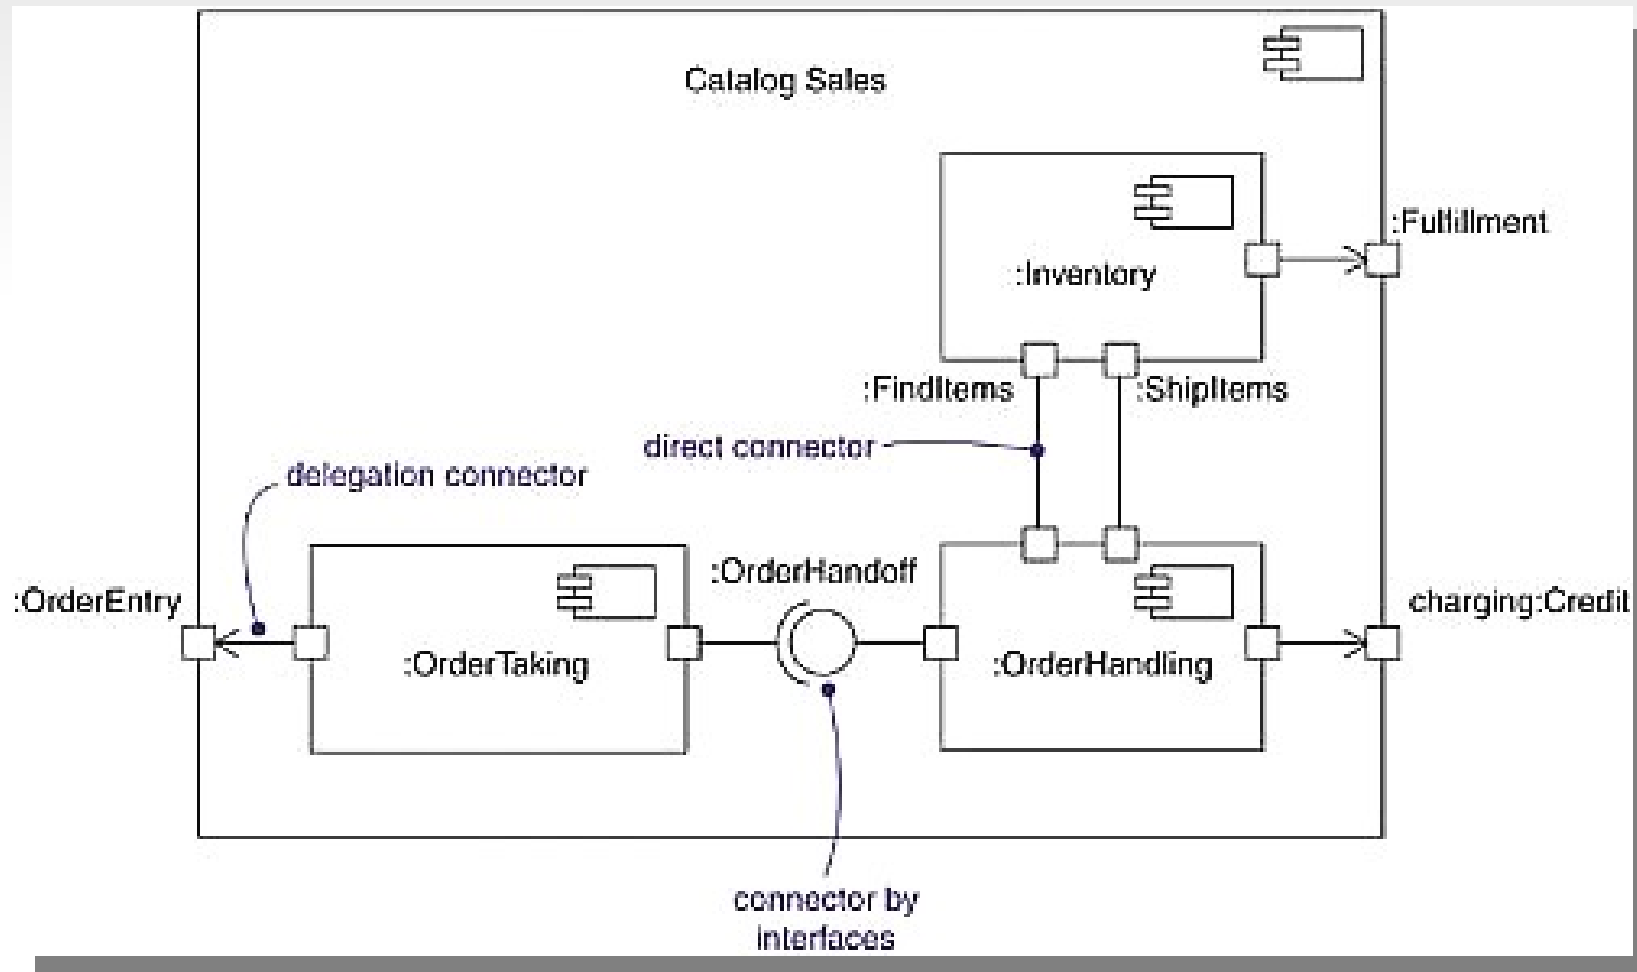 Catalog Sales
:Fulfillment
:Inventory
:FindItems
:ShipItems
direct connector
delegation connector
:OrderHandoff
:OrderEntry
charging:Credit
:OrderTaking
:OrderHandling
connector by
interfaces